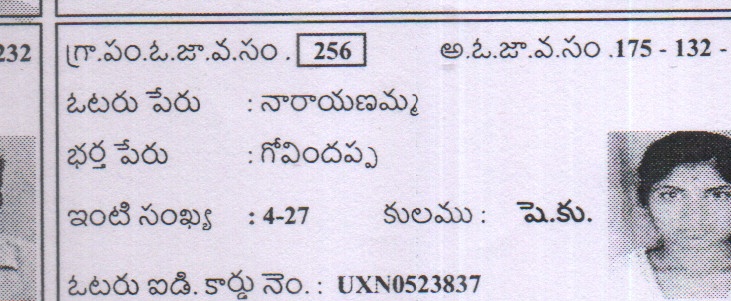 232
గ్రా.పం.ఓ.జా.వ.సం . 256 అ.ఓ.జా.వ.సం .175 - 132 -
ఓటరు పేరు : నారాయణమ్మ
భర్త పేరు : గోవిందప్ప
ఇంటి సంఖ్య : 4-27 కులము : షె.కు.
ఓటరు ఐడి. కార్డు నెం. : UXN0523837